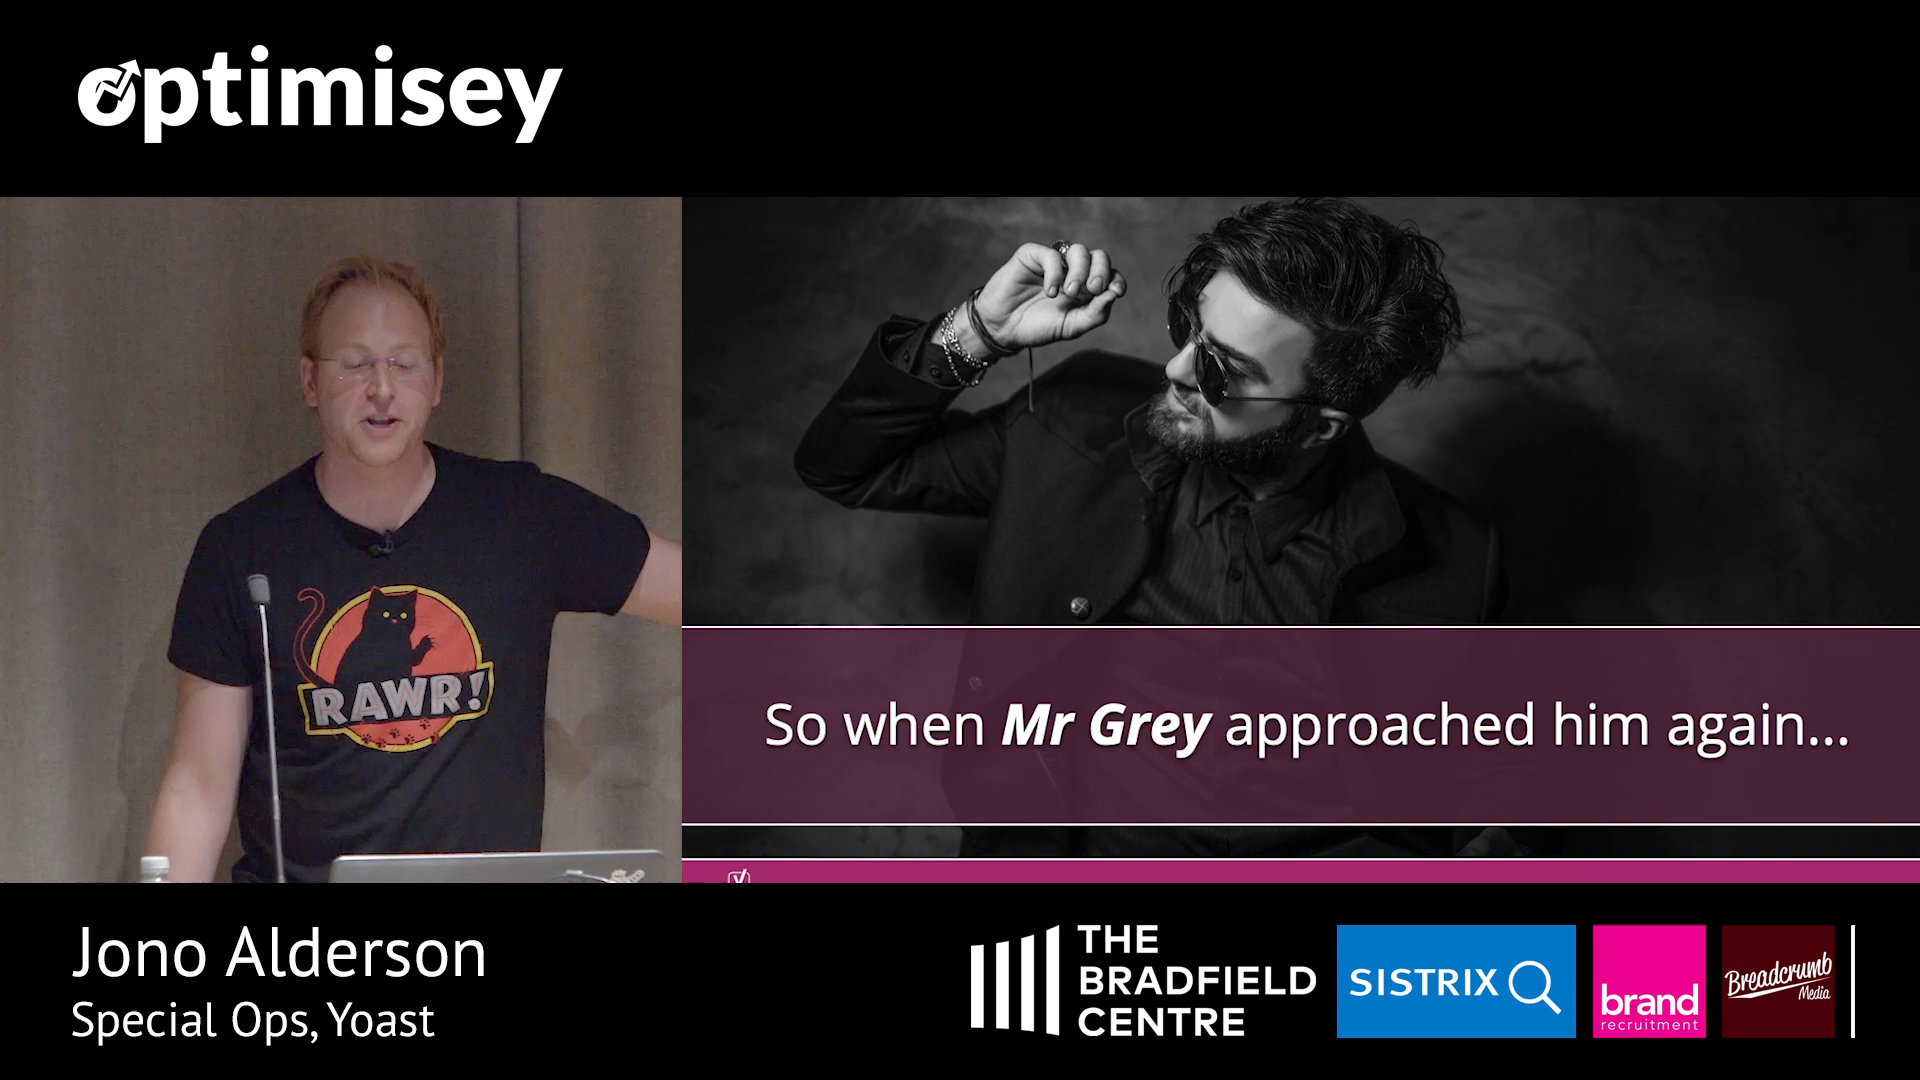 optimisey
RAWR!
So when Mr Grey approached him again...
Jono Alderson
Special Ops, Yoast
THE
BRADFIELD
CENTRE
SISTRIX
brand
recruitment
Breadcrumb
Media